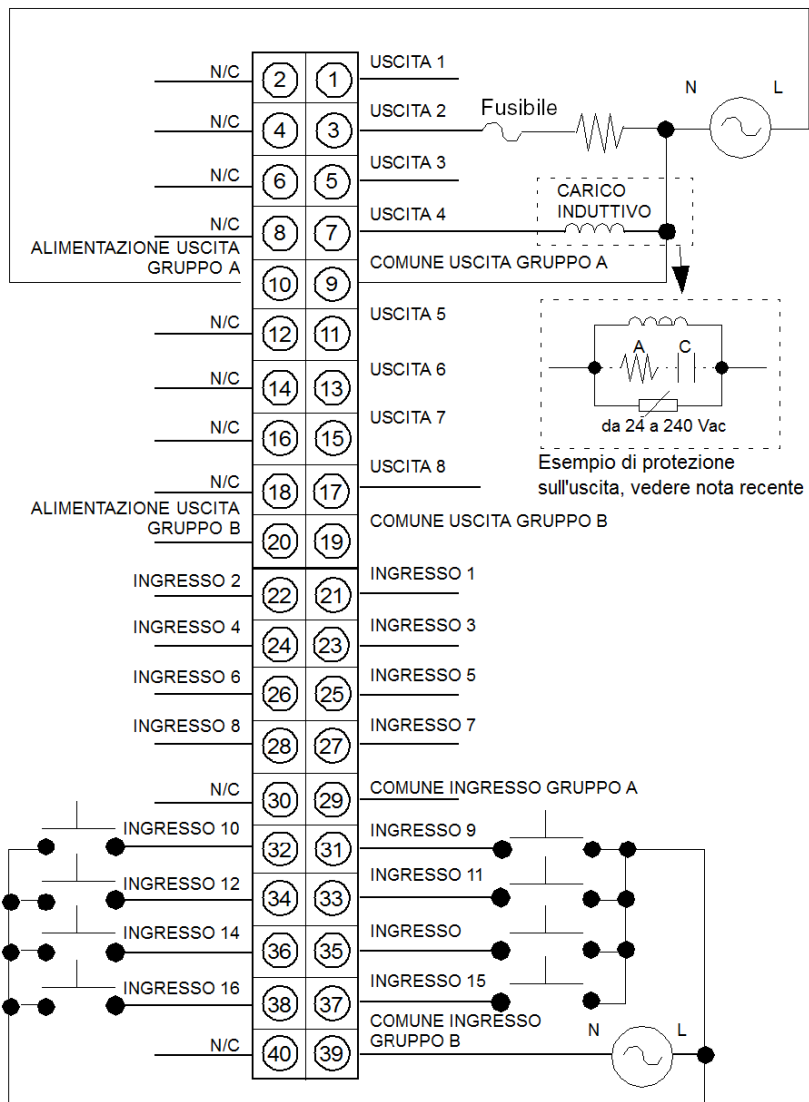 N/C 2 1 USCITA 1
N/C 4 3 USCITA 2 Fusibile N L
N/C 6 5 USCITA 3
N/C 8 7 USCITA 4 CARICO
INDUTTIVO
ALIMENTAZIONE USCITA
GRUPPO A 10 9 COMUNE USCITA GRUPPO A
N/C 12 11 USCITA 5
N/C 14 13 USCITA 6
N/C 16 15 USCITA 7
N/C 18 17 USCITA 8
A C
da 24 a 240 Vac
Esempio di protezione
sull'uscita, vedere nota recente
ALIMENTAZIONE USCITA
GRUPPO B 20 19 COMUNE USCITA GRUPPO B
INGRESSO 2 22 21 INGRESSO 1
INGRESSO 4 24 23 INGRESSO 3
INGRESSO 6 26 25 INGRESSO 5
INGRESSO 8 28 27 INGRESSO 7
N/C 30 29 COMUNE INGRESSO GRUPPO A
INGRESSO 10 32 31 INGRESSO 9
INGRESSO 12 34 33 INGRESSO 11
INGRESSO 14 36 35 INGRESSO
INGRESSO 16 38 37 INGRESSO 15
N/C 40 39 COMUNE INGRESSO
GRUPPO B N L